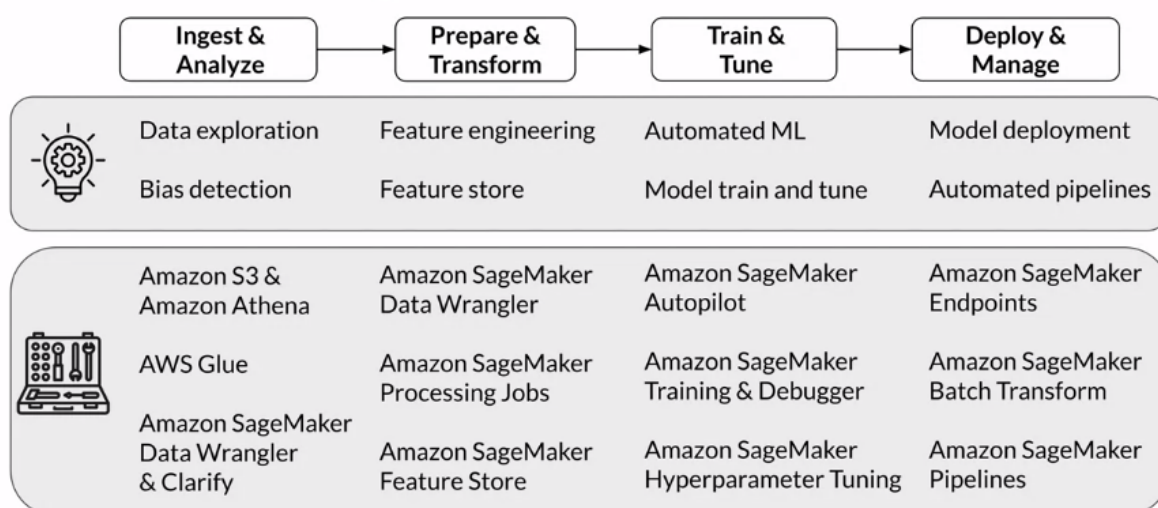 Ingest &
Analyze
Prepare &
Transform
Train &
Tune
Deploy &
Manage
Data exploration
Feature engineering
Automated ML
Model deployment
Bias detection
Feature store
Model train and tune
Automated pipelines
Amazon S3 &
Amazon Athena
AWS Glue
Amazon SageMaker
Data Wrangler
& Clarify
Amazon SageMaker
Data Wrangler
Amazon SageMaker
Processing Jobs
Amazon SageMaker
Feature Store
Amazon SageMaker
Autopilot
Amazon SageMaker
Training & Debugger
Amazon SageMaker
Hyperparameter Tuning
Amazon SageMaker
Endpoints
Amazon SageMaker
Batch Transform
Amazon SageMaker
Pipelines